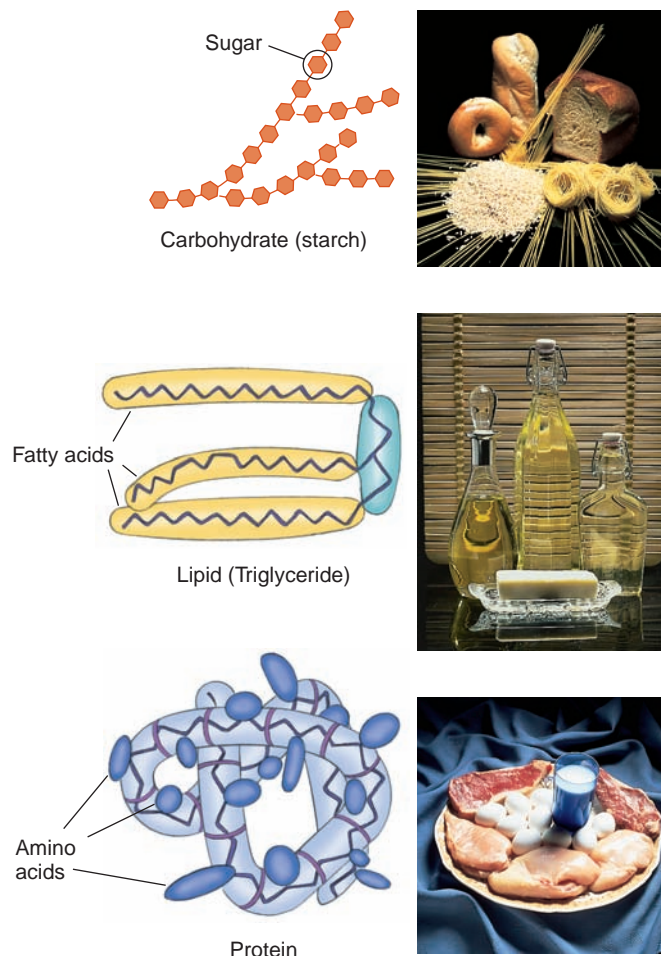 Sugar
Carbohydrate (starch)
Fatty acids
Lipid (Triglyceride)
Amino
acids
Protein